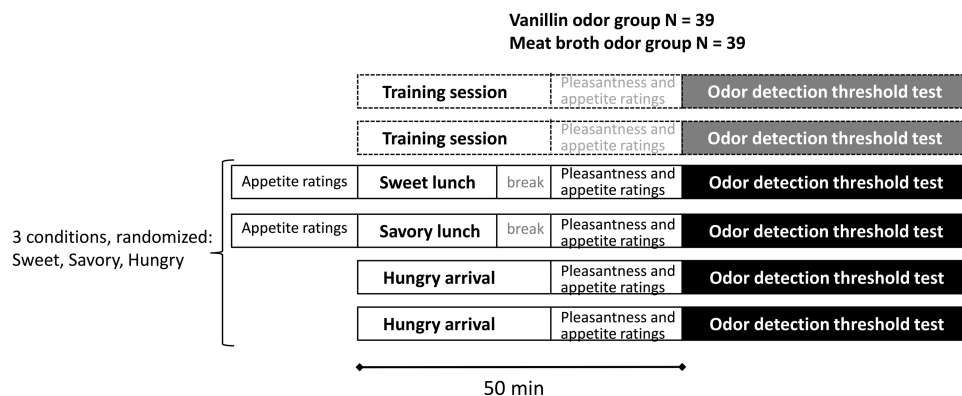 Vanillin odor group N = 39
Meat broth odor group N = 39
Training session
Pleasantness and
appetite ratings
Odor detection threshold test
Training session
Pleasantness and
appetite ratings
Odor detection threshold test
Appetite ratings
Sweet lunch
break
Pleasantness and
appetite ratings
Odor detection threshold test
3 conditions, randomized:
Sweet, Savory, Hungry
Appetite ratings
Savory lunch
break
Pleasantness and
appetite ratings
Odor detection threshold test
Hungry arrival
Pleasantness and
appetite ratings
Odor detection threshold test
Hungry arrival
Pleasantness and
appetite ratings
Odor detection threshold test
50 min